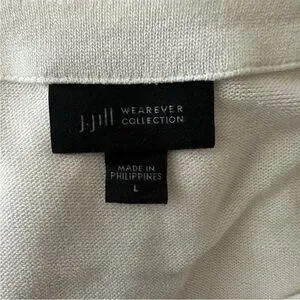 J.Jill WEAREVER
COLLECTION
MADE IN
PHILIPPINES
L